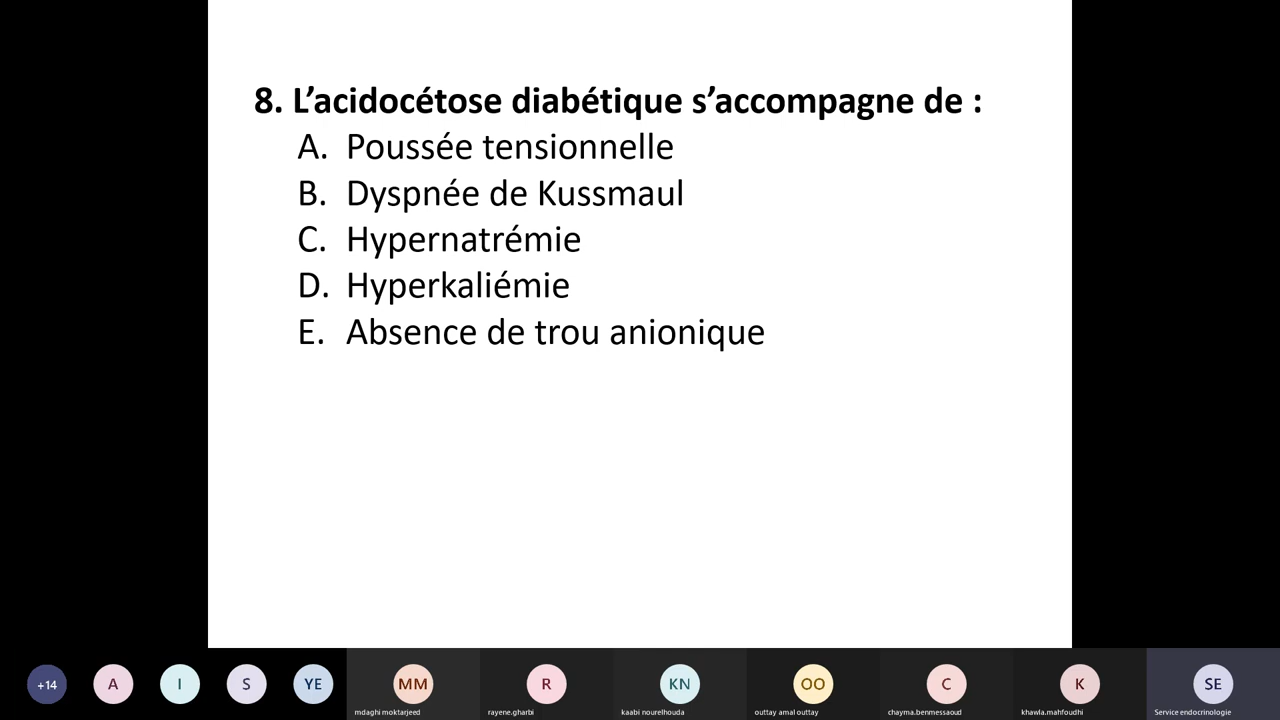 8. L’acidocétose diabétique s’accompagne de :
A. Poussée tensionnelle
B. Dyspnée de Kussmaul
C. Hypernatrémie
D. Hyperkaliémie
E. Absence de trou anionique
+14 A I S YE MM R KN OO C K SE
mdaghi moktarjeed rayene.gharbi kaabi nourelhouda outtay amal outtay chayma.benmessaoud khawla.mahfoudhi Service endocrinologie